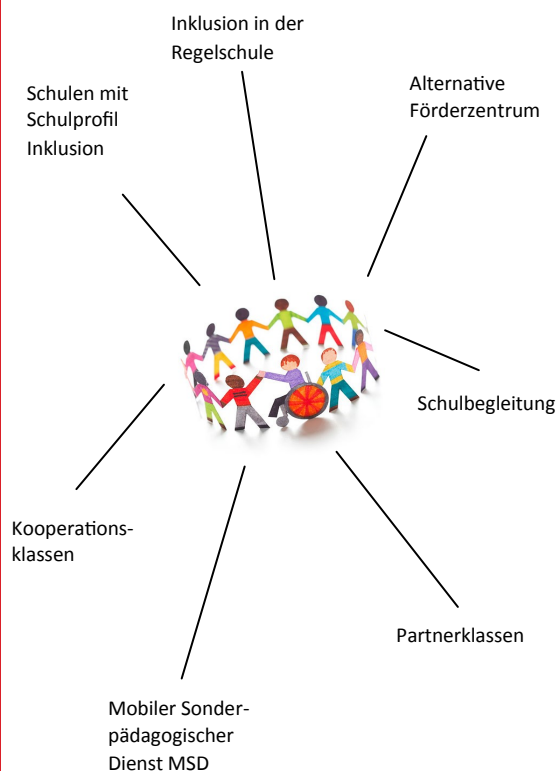 Inklusion in der
Regelschule
Alternative
Förderzentrum
Schulen mit
Schulprofil
Inklusion
Schulbegleitung
Kooperations-
klassen
Partnerklassen
Mobiler Sonder-
pädagogischer
Dienst MSD